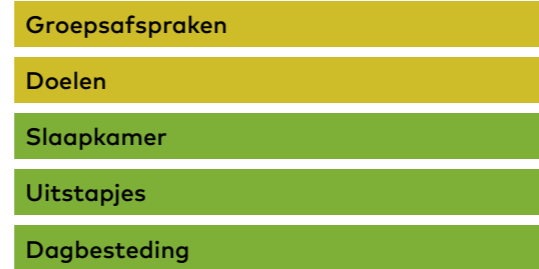 Groepsafspraken
Doelen
Slaapkamer
Uitstapjes
Dagbesteding